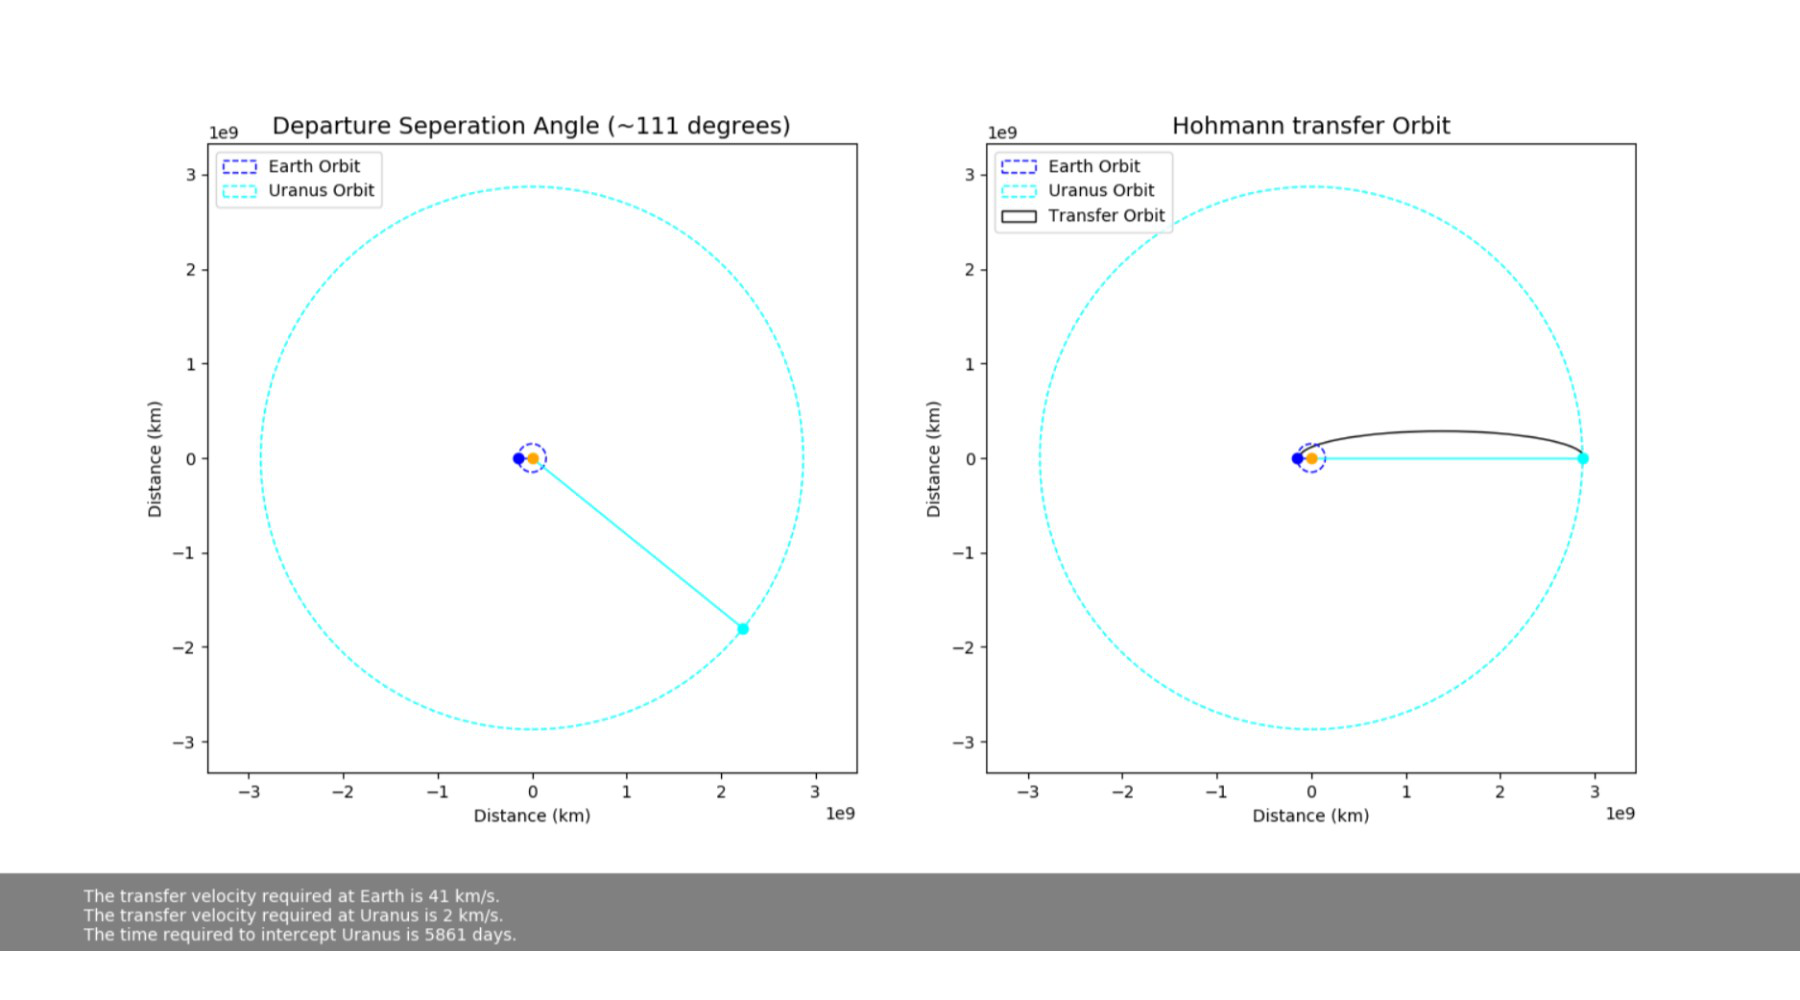 Departure Seperation Angle (~111 degrees)
1e9
Earth Orbit
Uranus Orbit
3
2
1
0
−1
−2
−3
Distance (km)
−3 −2 −1 0 1 2 3
1e9
Distance (km)
Hohmann transfer Orbit
1e9
Earth Orbit
Uranus Orbit
Transfer Orbit
3
2
1
0
−1
−2
−3
Distance (km)
−3 −2 −1 0 1 2 3
1e9
Distance (km)
The transfer velocity required at Earth is 41 km/s.
The transfer velocity required at Uranus is 2 km/s.
The time required to intercept Uranus is 5861 days.